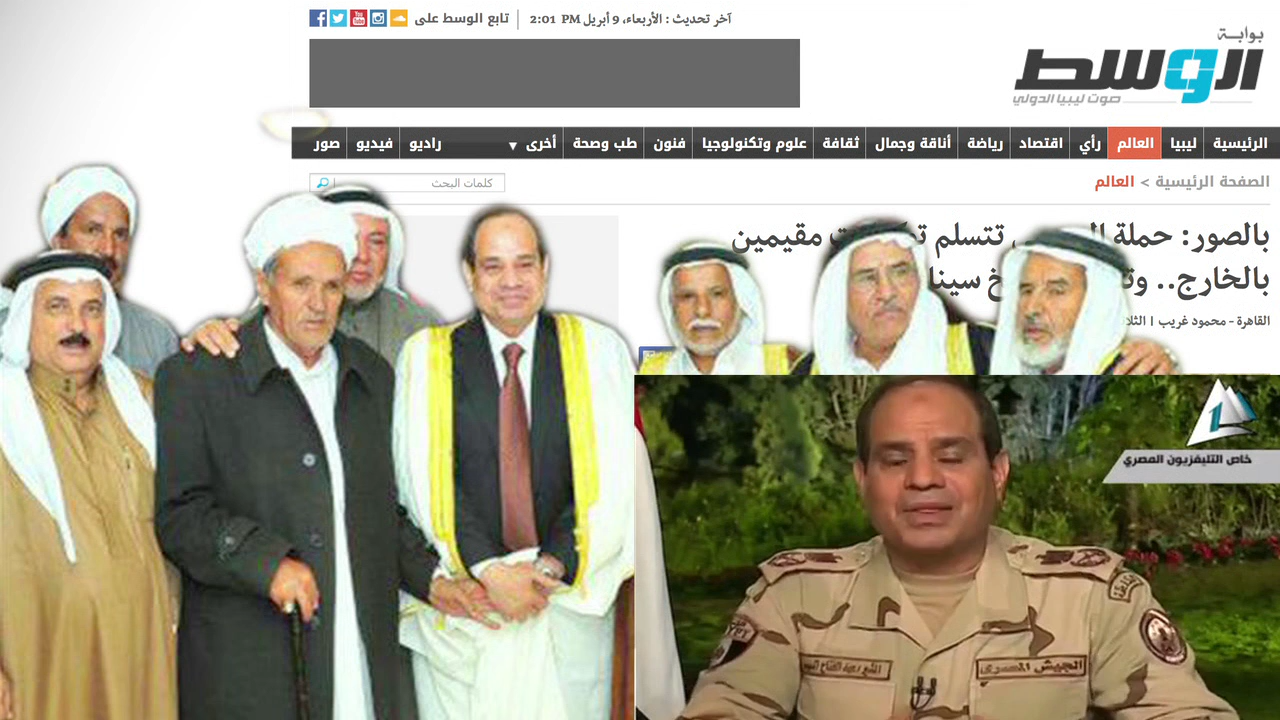 آخر تحديث : الأربعاء، 9 أبريل 2:01 PM
تابع الوسط على
بوابة
الوسط
صوت ليبيا الدولي
الرئيسية ليبيا العالم رأي اقتصاد رياضة أناقة وجمال ثقافة علوم وتكنولوجيا فنون طب وصحة أخرى ▼ راديو فيديو صور
الصفحة الرئيسية > العالم
كلمات البحث
بالصور: حملة تتسلم مقيمين
بالخارج.. سينا
القاهرة - محمود غريب |
خاص التليفزيون المصري
الجيش المصرى